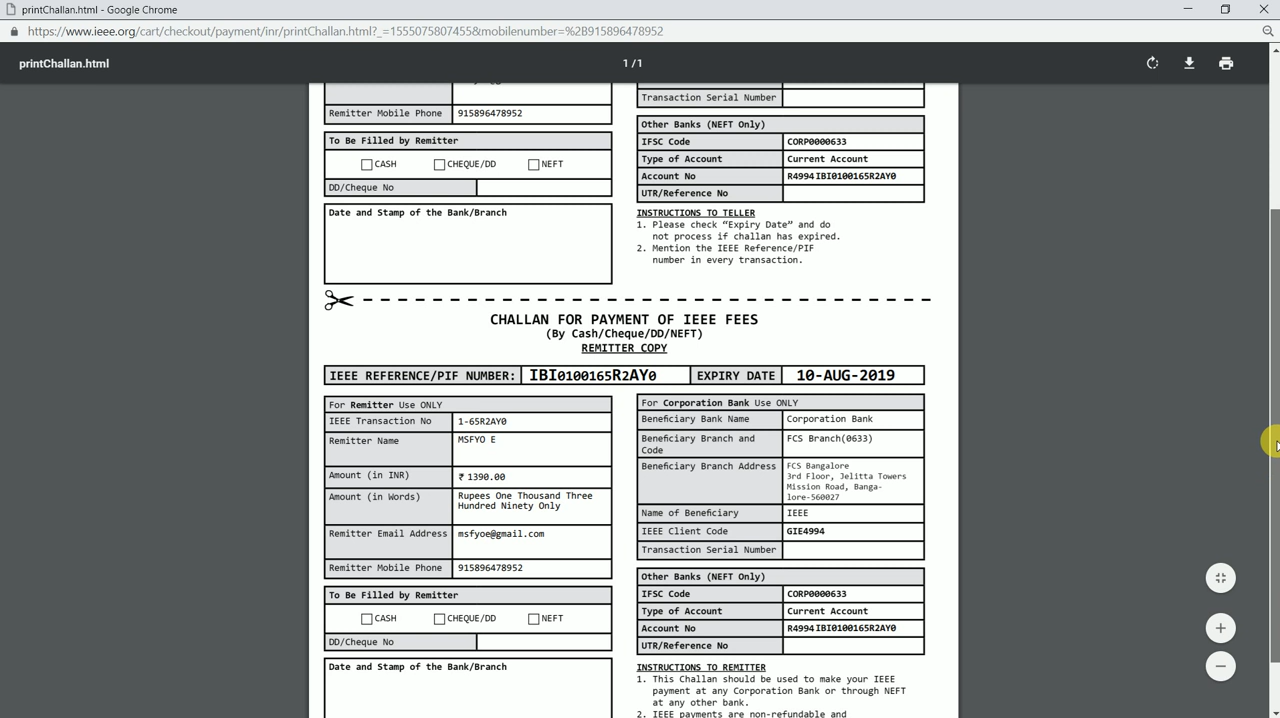 printChallan.html - Google Chrome
https://www.ieee.org/cart/checkout/payment/inr/printChallan.html?_=1555075807455&mobilenumber=%2B915896478952
printChallan.html
1 / 1
Remitter Mobile Phone 915896478952
To Be Filled by Remitter
CASH CHEQUE/DD NEFT
DD/Cheque No
Date and Stamp of the Bank/Branch
Transaction Serial Number
Other Banks (NEFT Only)
IFSC Code CORP0000633
Type of Account Current Account
Account No R4994IBI0100165R2AY0
UTR/Reference No
INSTRUCTIONS TO TELLER
1. Please check “Expiry Date” and do
not process if challan has expired.
2. Mention the IEEE Reference/PIF
number in every transaction.
CHALLAN FOR PAYMENT OF IEEE FEES
(By Cash/Cheque/DD/NEFT)
REMITTER COPY
IEEE REFERENCE/PIF NUMBER: IBI0100165R2AY0 EXPIRY DATE 10-AUG-2019
For Remitter Use ONLY
IEEE Transaction No 1-65R2AY0
Remitter Name MSFYO E
Amount (in INR) ₹ 1390.00
Amount (in Words) Rupees One Thousand Three
Hundred Ninety Only
Remitter Email Address msfyoe@gmail.com
Remitter Mobile Phone 915896478952
To Be Filled by Remitter
CASH CHEQUE/DD NEFT
DD/Cheque No
Date and Stamp of the Bank/Branch
For Corporation Bank Use ONLY
Beneficiary Bank Name Corporation Bank
Beneficiary Branch and FCS Branch(0633)
Code
Beneficiary Branch Address FCS Bangalore
3rd Floor, Jelitta Towers
Mission Road, Banga-
lore-560027
Name of Beneficiary IEEE
IEEE Client Code GIE4994
Transaction Serial Number
Other Banks (NEFT Only)
IFSC Code CORP0000633
Type of Account Current Account
Account No R4994IBI0100165R2AY0
UTR/Reference No
INSTRUCTIONS TO REMITTER
1. This Challan should be used to make your IEEE
payment at any Corporation Bank or through NEFT
at any other bank.
2. IEEE payments are non-refundable and